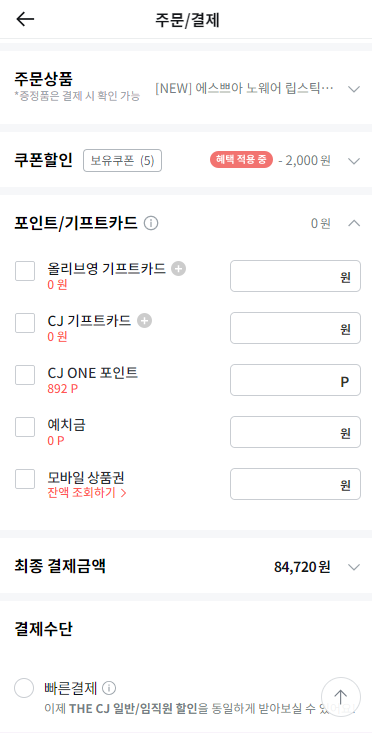 주문/결제
주문상품
*증정품은 결제 시 확인 가능
[NEW] 에스쁘아 노웨어 립스틱…
쿠폰할인 보유쿠폰 (5) 혜택 적용 중 - 2,000 원
포인트/기프트카드 0 원
올리브영 기프트카드
0 원
원
CJ 기프트카드
0 원
원
CJ ONE 포인트
892 P
P
예치금
0 P
원
모바일 상품권
잔액 조회하기
원
최종 결제금액 84,720 원
결제수단
빠른결제
이제 THE CJ 일반/임직원 할인을 동일하게 받아보실 수